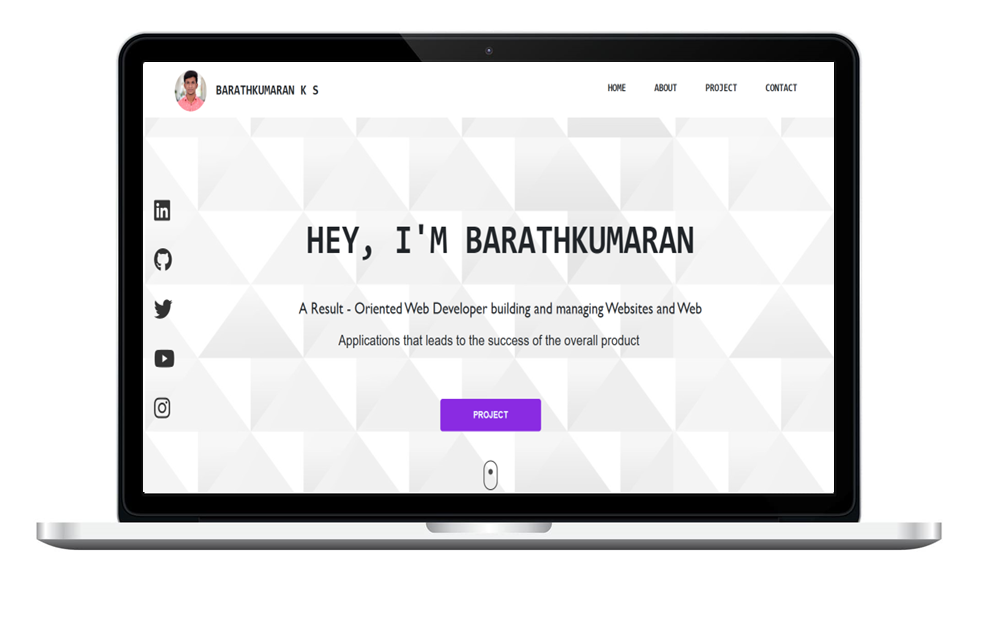 BARATHKUMARAN K S
HOME ABOUT PROJECT CONTACT
HEY, I'M BARATHKUMARAN
A Result - Oriented Web Developer building and managing Websites and Web
Applications that leads to the success of the overall product
PROJECT